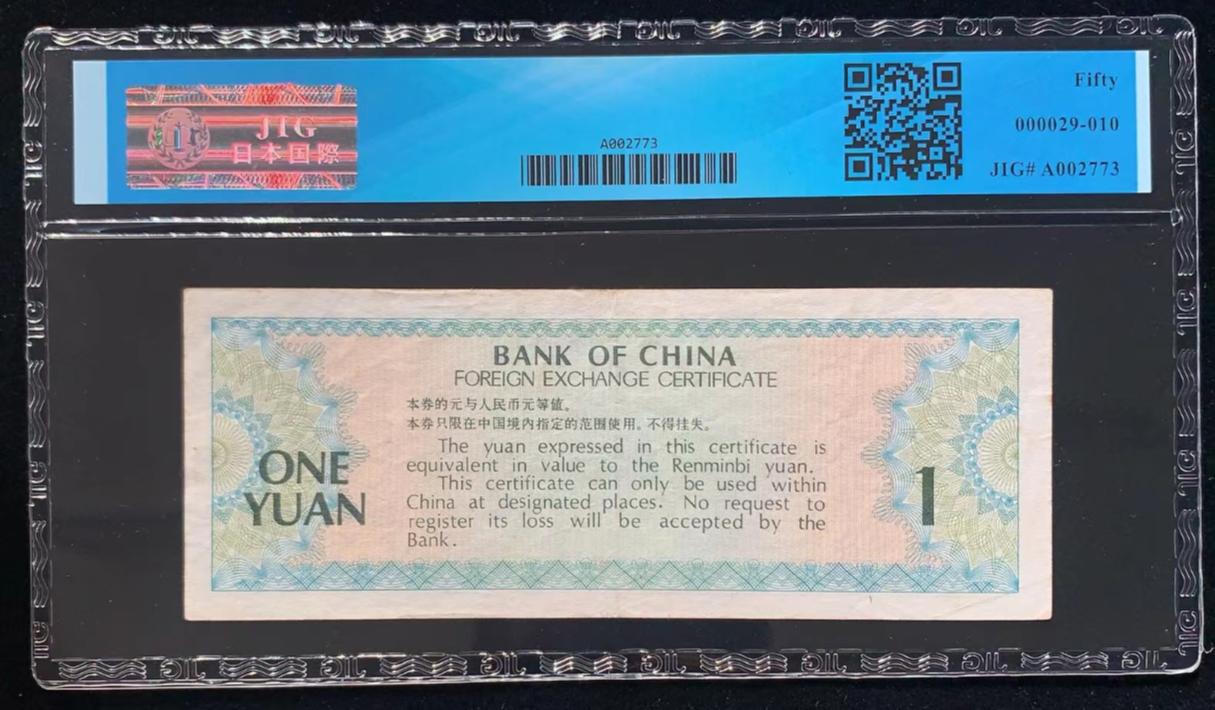 JIG
日本国際
A002773
Fifty
000029-010
JIG# A002773
BANK OF CHINA
FOREIGN EXCHANGE CERTIFICATE
本券的元与人民币元等值。
本券只限在中国境内指定的范围使用。不得挂失。
The yuan expressed in this certificate is
equivalent in value to the Renminbi yuan.
This certificate can only be used within
China at designated places. No request to
register its loss will be accepted by the
Bank.
ONE
YUAN
1